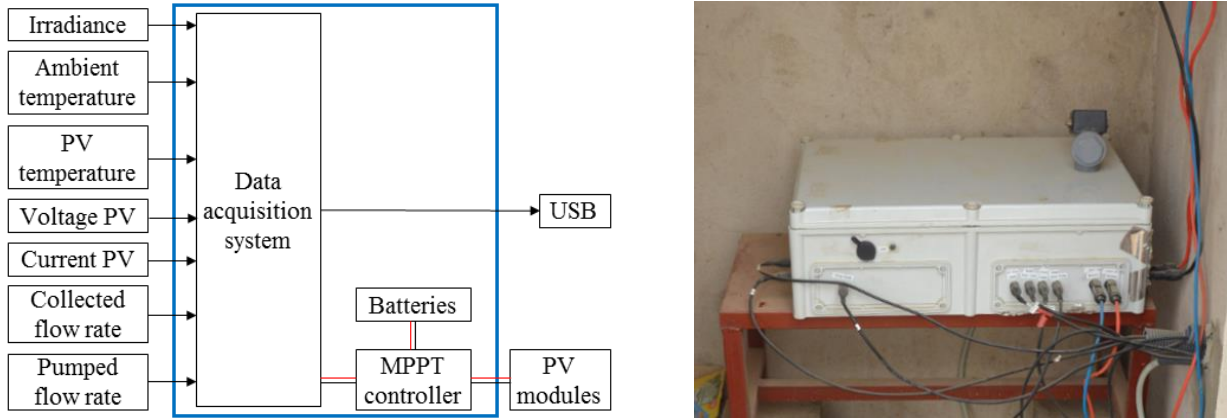 Irradiance
Ambient
temperature
PV
temperature
Voltage PV
Current PV
Collected
flow rate
Pumped
flow rate
Data
acquisition
system
USB
Batteries
MPPT
controller
PV
modules